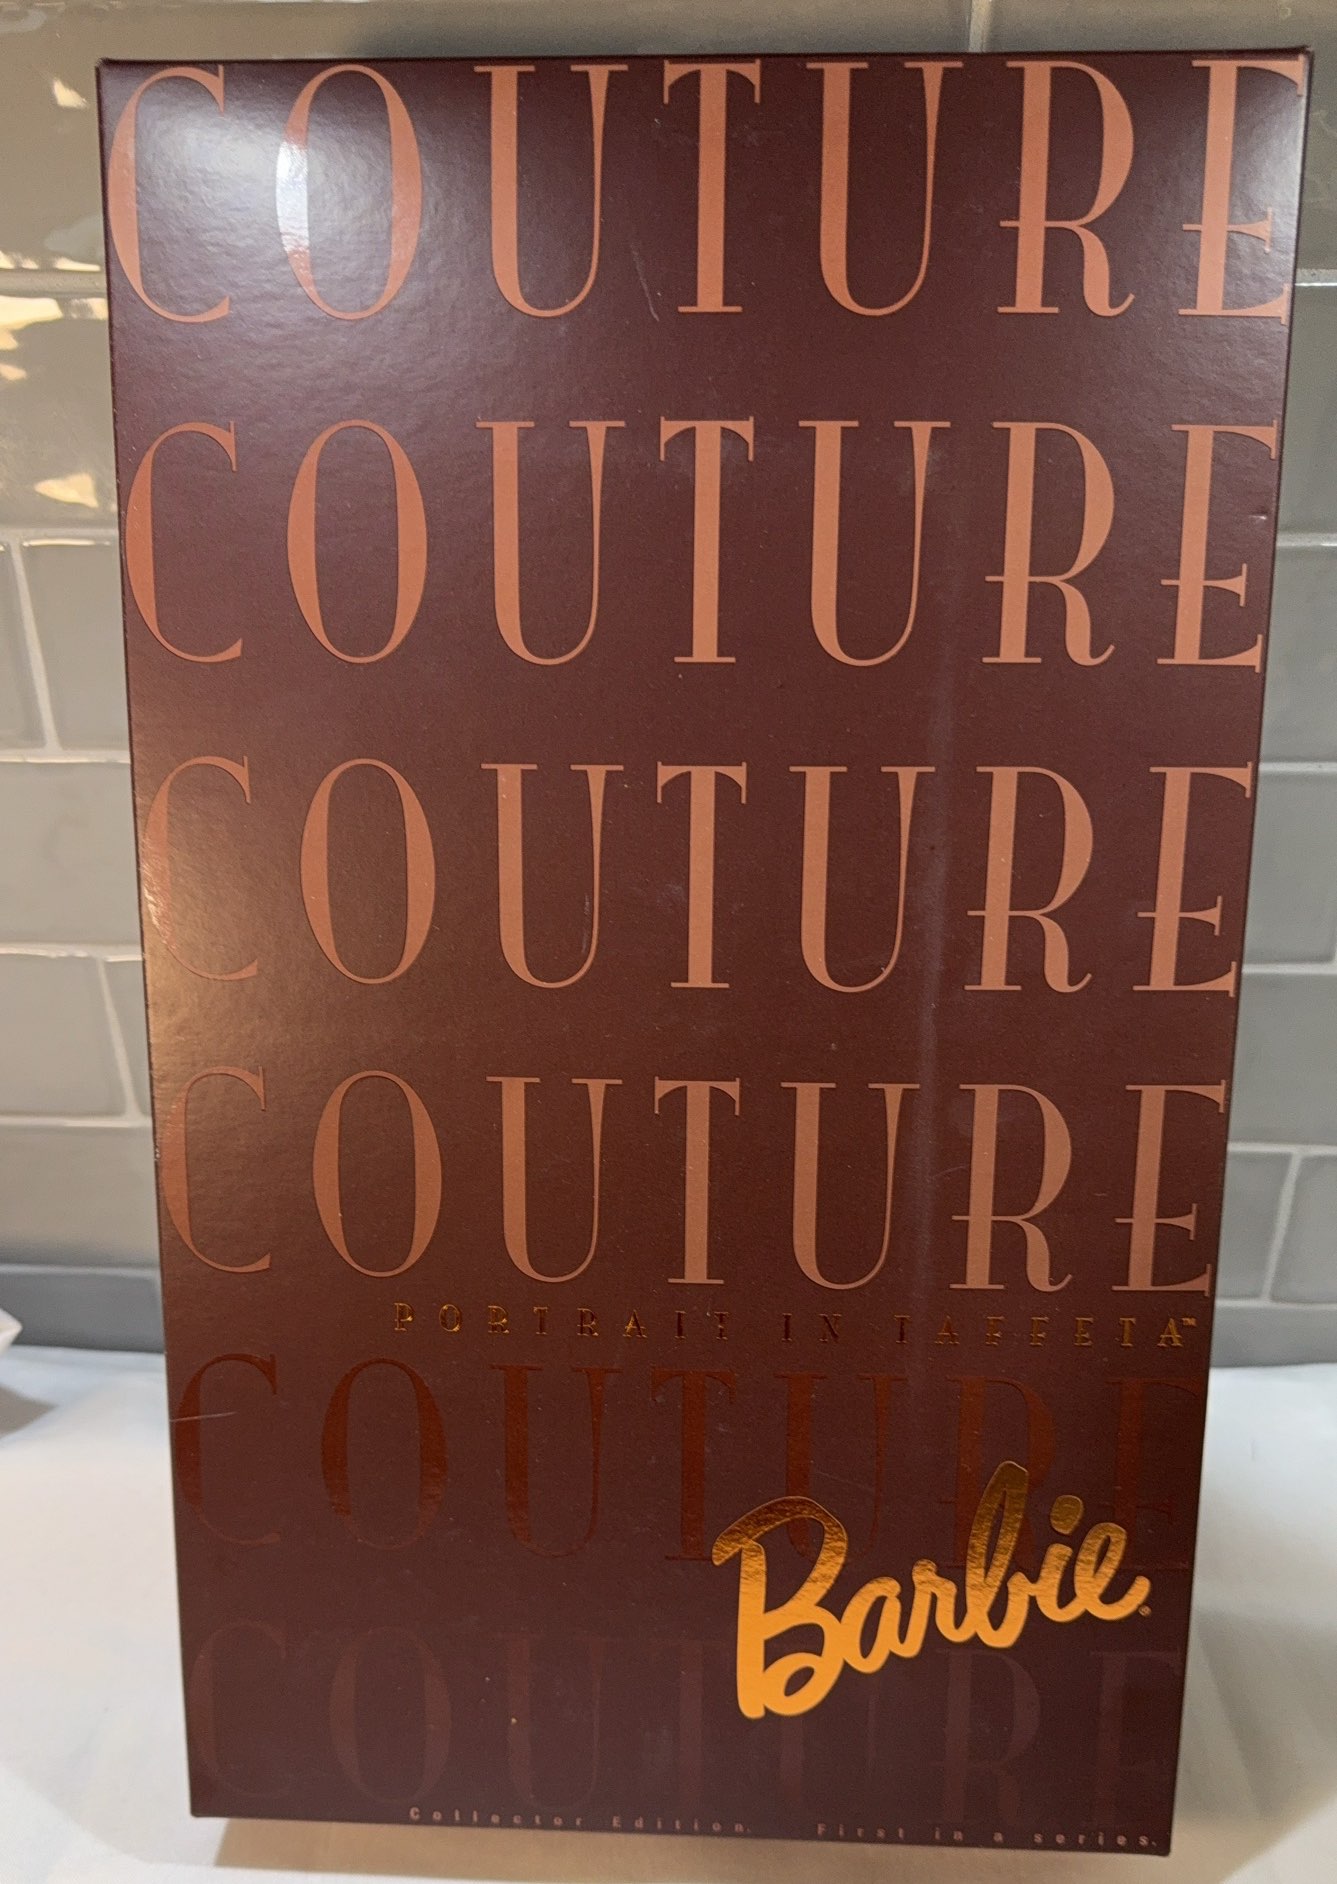 COUTURE
COUTURE
COUTURE
COUTURE
PORTRAIT IN TAFFETA™
COUTURE
Barbie®
COUTURE
Collector Edition. First in a series.